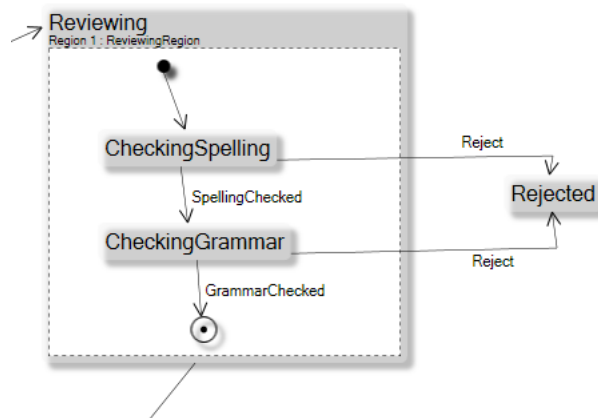 Reviewing
Region 1 : ReviewingRegion
CheckingSpelling
Reject
SpellingChecked
Rejected
CheckingGrammar
Reject
GrammarChecked